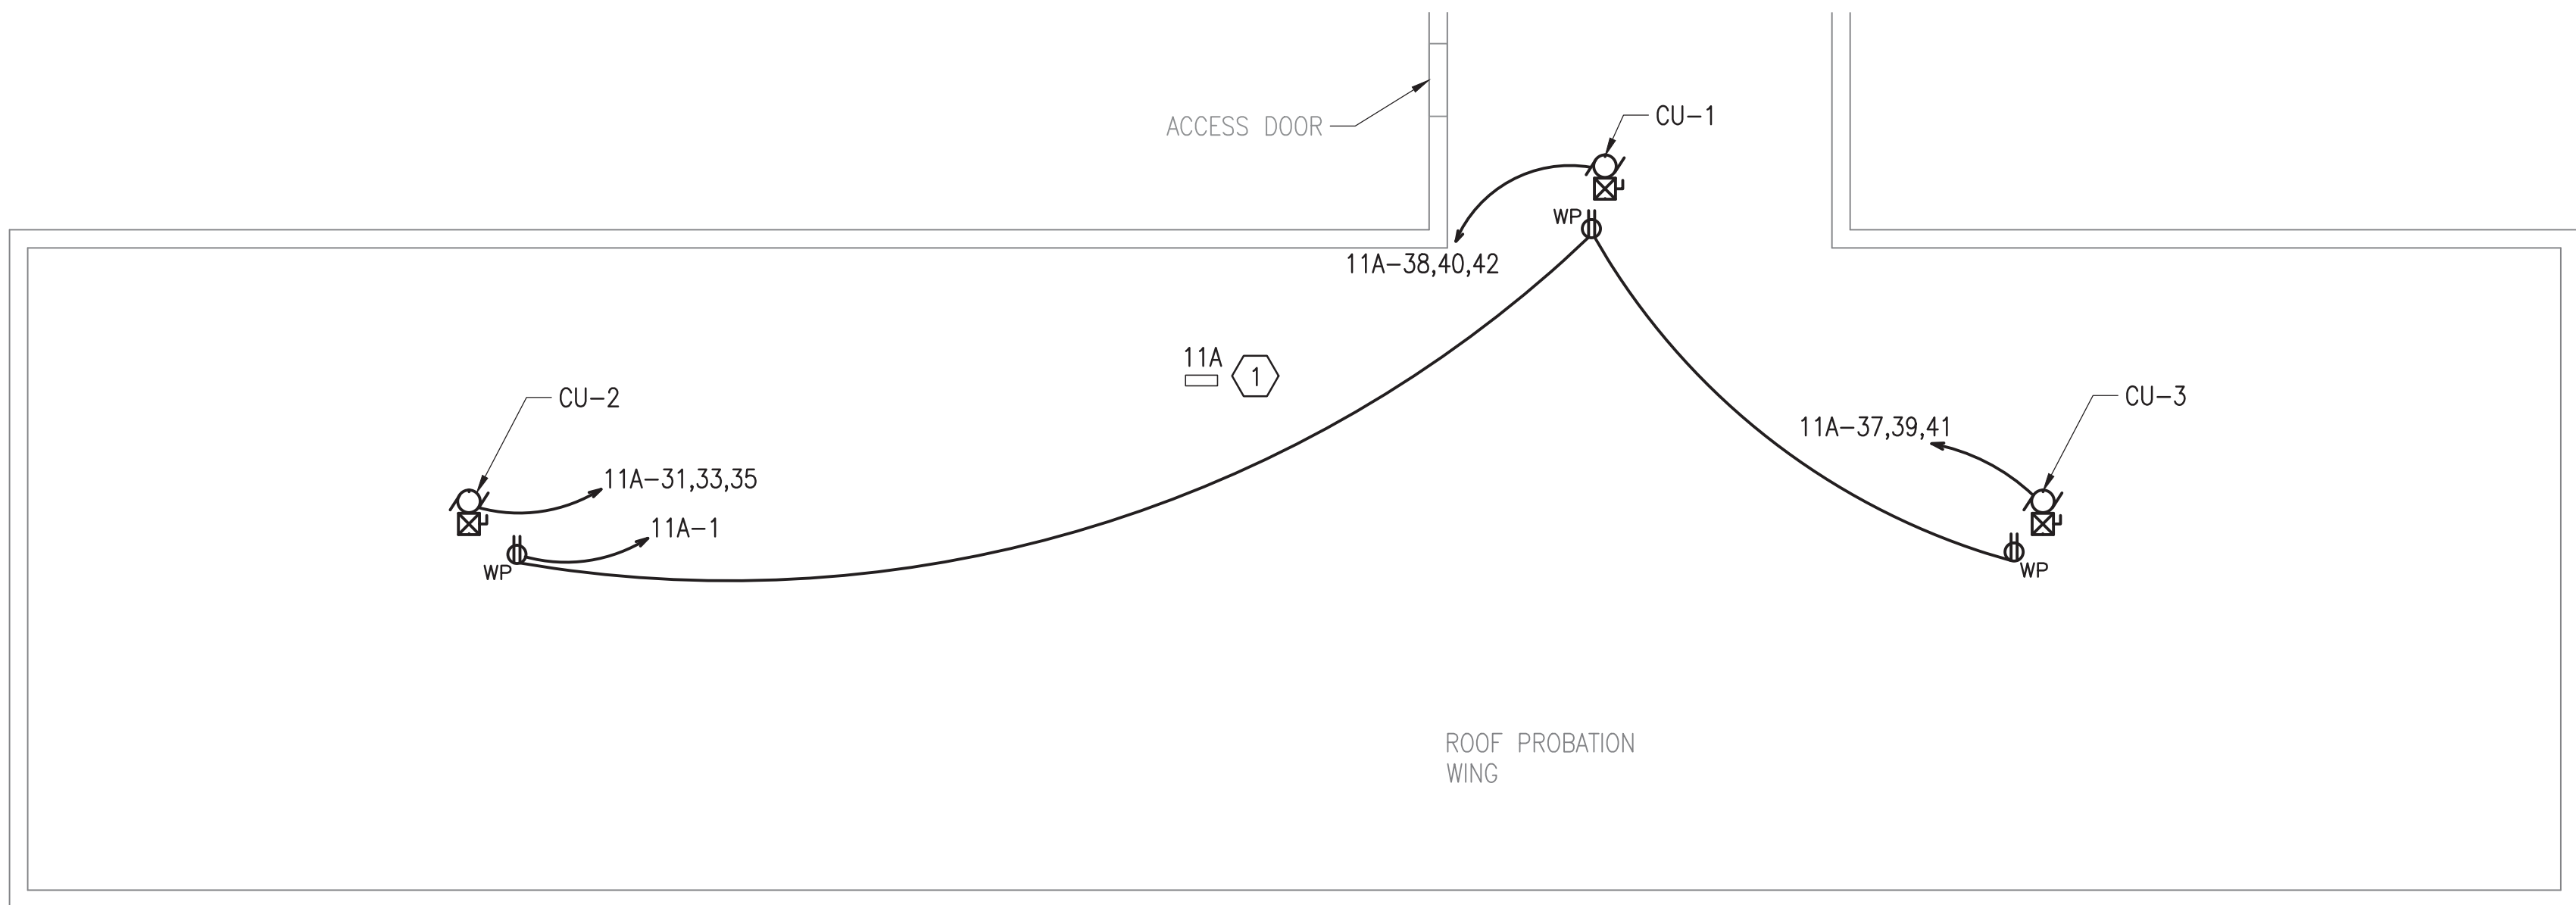 CU-1
ACCESS DOOR
WP
11A-38,40,42
11A
1
CU-2
CU-3
11A-37,39,41
11A-31,33,35
11A-1
WP
WP
ROOF PROBATION
WING